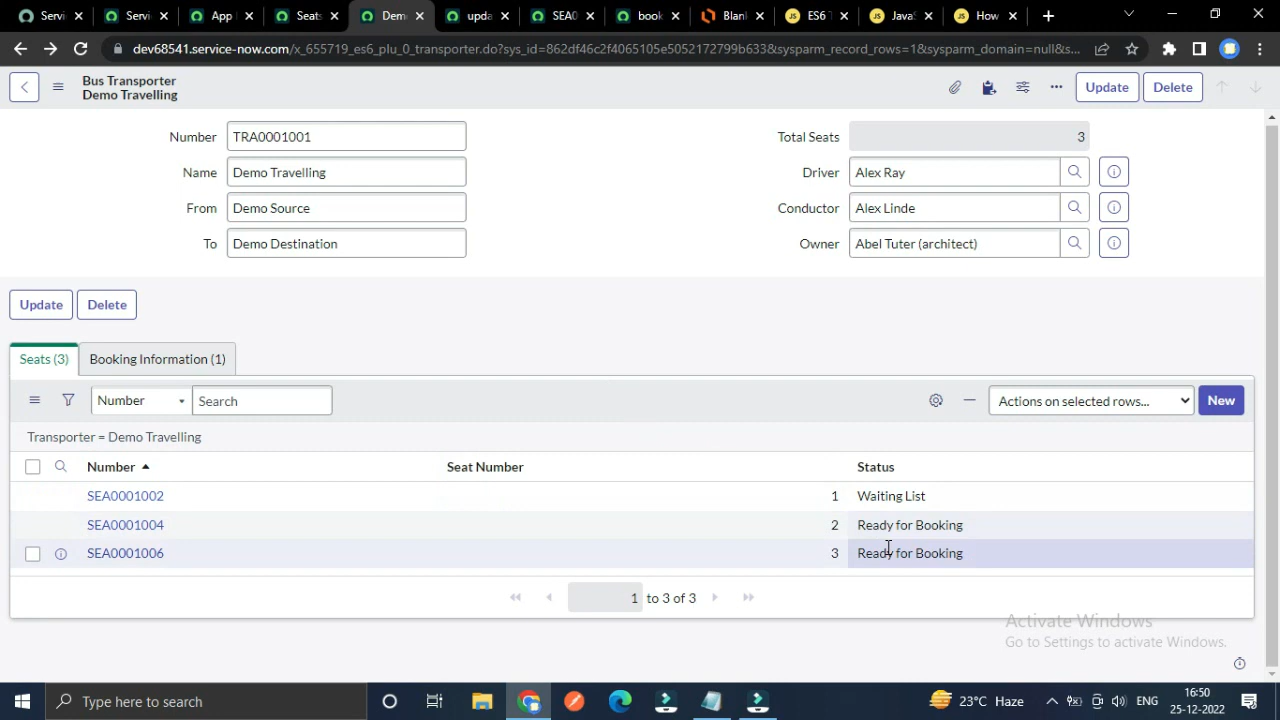 Servi
Servi
App I
Seats
Demo
upda
SEA0
book
Blank
ES6 T
JavaS
How
dev68541.service-now.com/x_655719_es6_plu_0_transporter.do?sys_id=862df46c2f4065105e5052172799b633&sysparm_record_rows=1&sysparm_domain=null&s...
Bus Transporter
Demo Travelling
Update
Delete
Number TRA0001001
Total Seats 3
Name Demo Travelling
Driver Alex Ray
From Demo Source
Conductor Alex Linde
To Demo Destination
Owner Abel Tuter (architect)
Update Delete
Seats (3) Booking Information (1)
Number Search
Actions on selected rows... New
Transporter = Demo Travelling
Number Seat Number Status
SEA0001002 1 Waiting List
SEA0001004 2 Ready for Booking
SEA0001006 3 Ready for Booking
1 to 3 of 3
Activate Windows
Go to Settings to activate Windows.
Type here to search
23°C Haze
ENG
16:50
25-12-2022